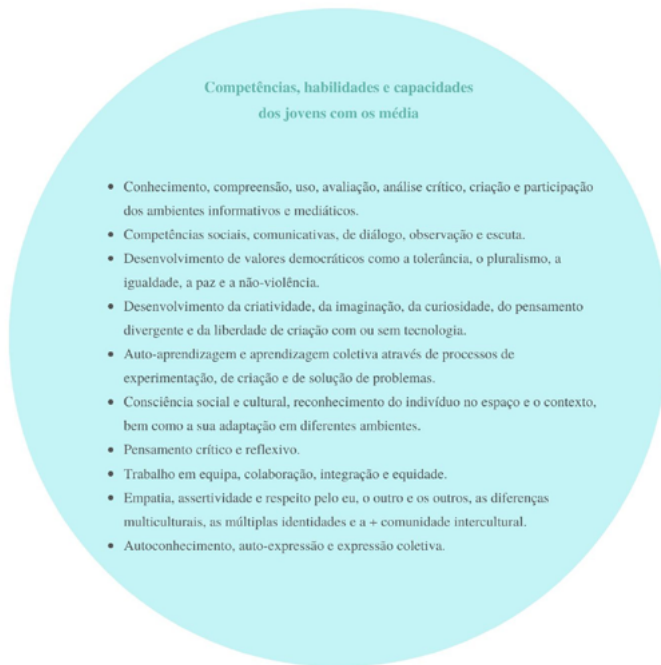 Competências, habilidades e capacidades
dos jovens com os média
• Conhecimento, compreensão, uso, avaliação, análise crítico, criação e participação
dos ambientes informativos e mediáticos.
• Competências sociais, comunicativas, de diálogo, observação e escuta.
• Desenvolvimento de valores democráticos como a tolerância, o pluralismo, a
igualdade, a paz e a não-violência.
• Desenvolvimento da criatividade, da imaginação, da curiosidade, do pensamento
divergente e da liberdade de criação com ou sem tecnologia.
• Auto-aprendizagem e aprendizagem coletiva através de processos de
experimentação, de criação e de solução de problemas.
• Consciência social e cultural, reconhecimento do indivíduo no espaço e o contexto,
bem como a sua adaptação em diferentes ambientes.
• Pensamento crítico e reflexivo.
• Trabalho em equipa, colaboração, integração e equidade.
• Empatia, assertividade e respeito pelo eu, o outro e os outros, as diferenças
multiculturais, as múltiplas identidades e a + comunidade intercultural.
• Autoconhecimento, auto-expressão e expressão coletiva.